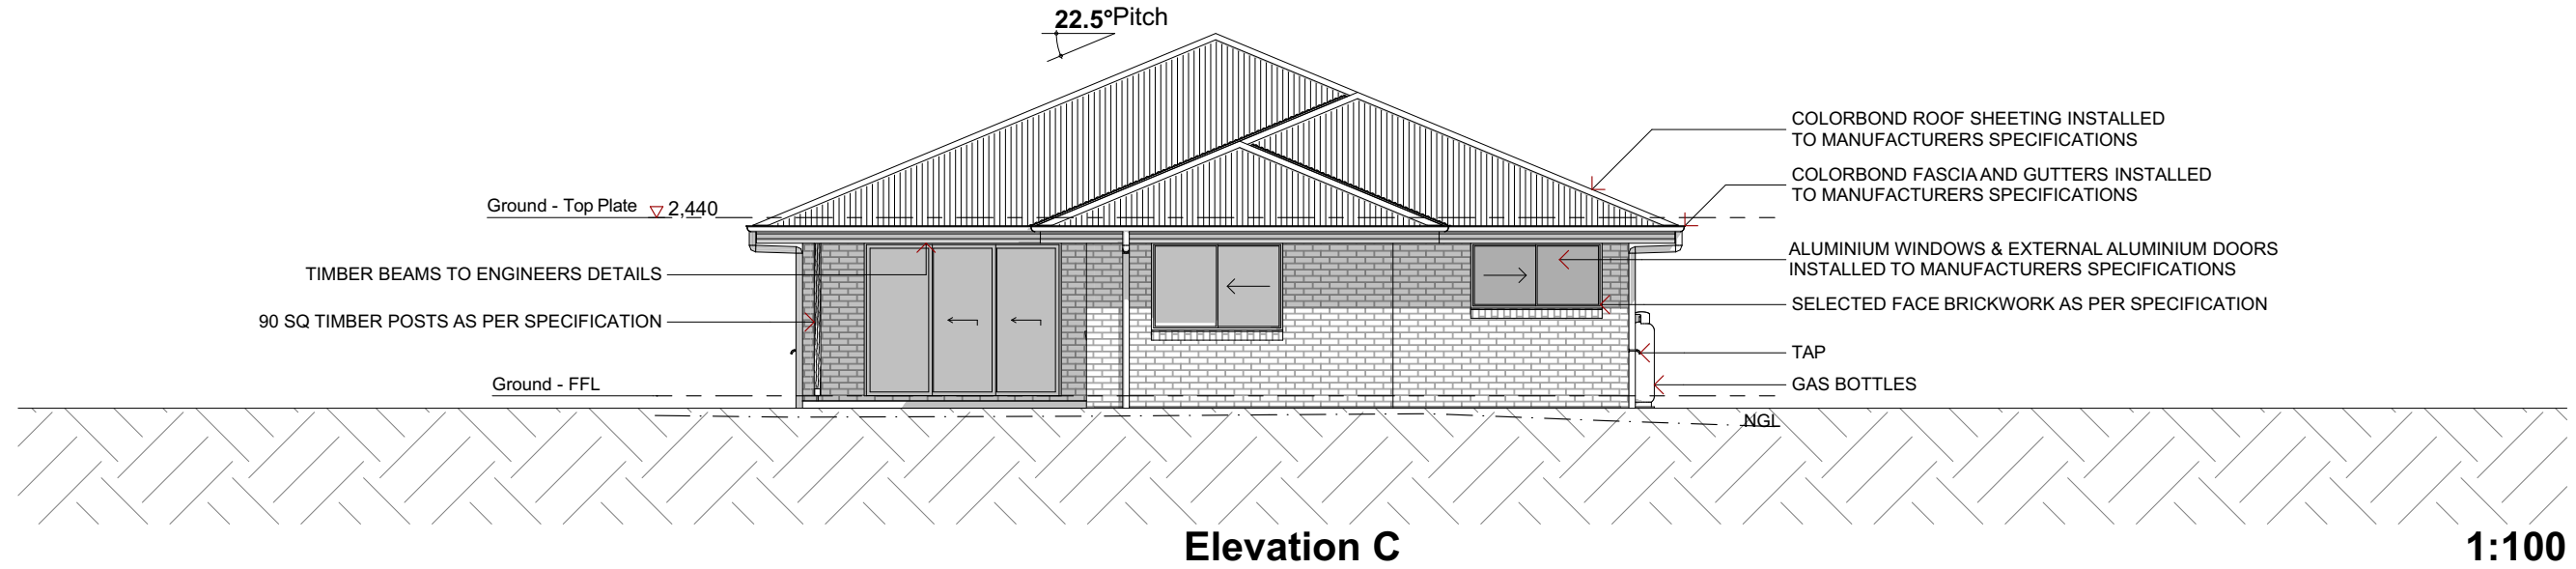 22.5°Pitch
COLORBOND ROOF SHEETING INSTALLED
TO MANUFACTURERS SPECIFICATIONS
COLORBOND FASCIA AND GUTTERS INSTALLED
TO MANUFACTURERS SPECIFICATIONS
Ground - Top Plate 2,440
ALUMINIUM WINDOWS & EXTERNAL ALUMINIUM DOORS
INSTALLED TO MANUFACTURERS SPECIFICATIONS
TIMBER BEAMS TO ENGINEERS DETAILS
SELECTED FACE BRICKWORK AS PER SPECIFICATION
90 SQ TIMBER POSTS AS PER SPECIFICATION
TAP
Ground - FFL
GAS BOTTLES
NGL
Elevation C
1:100